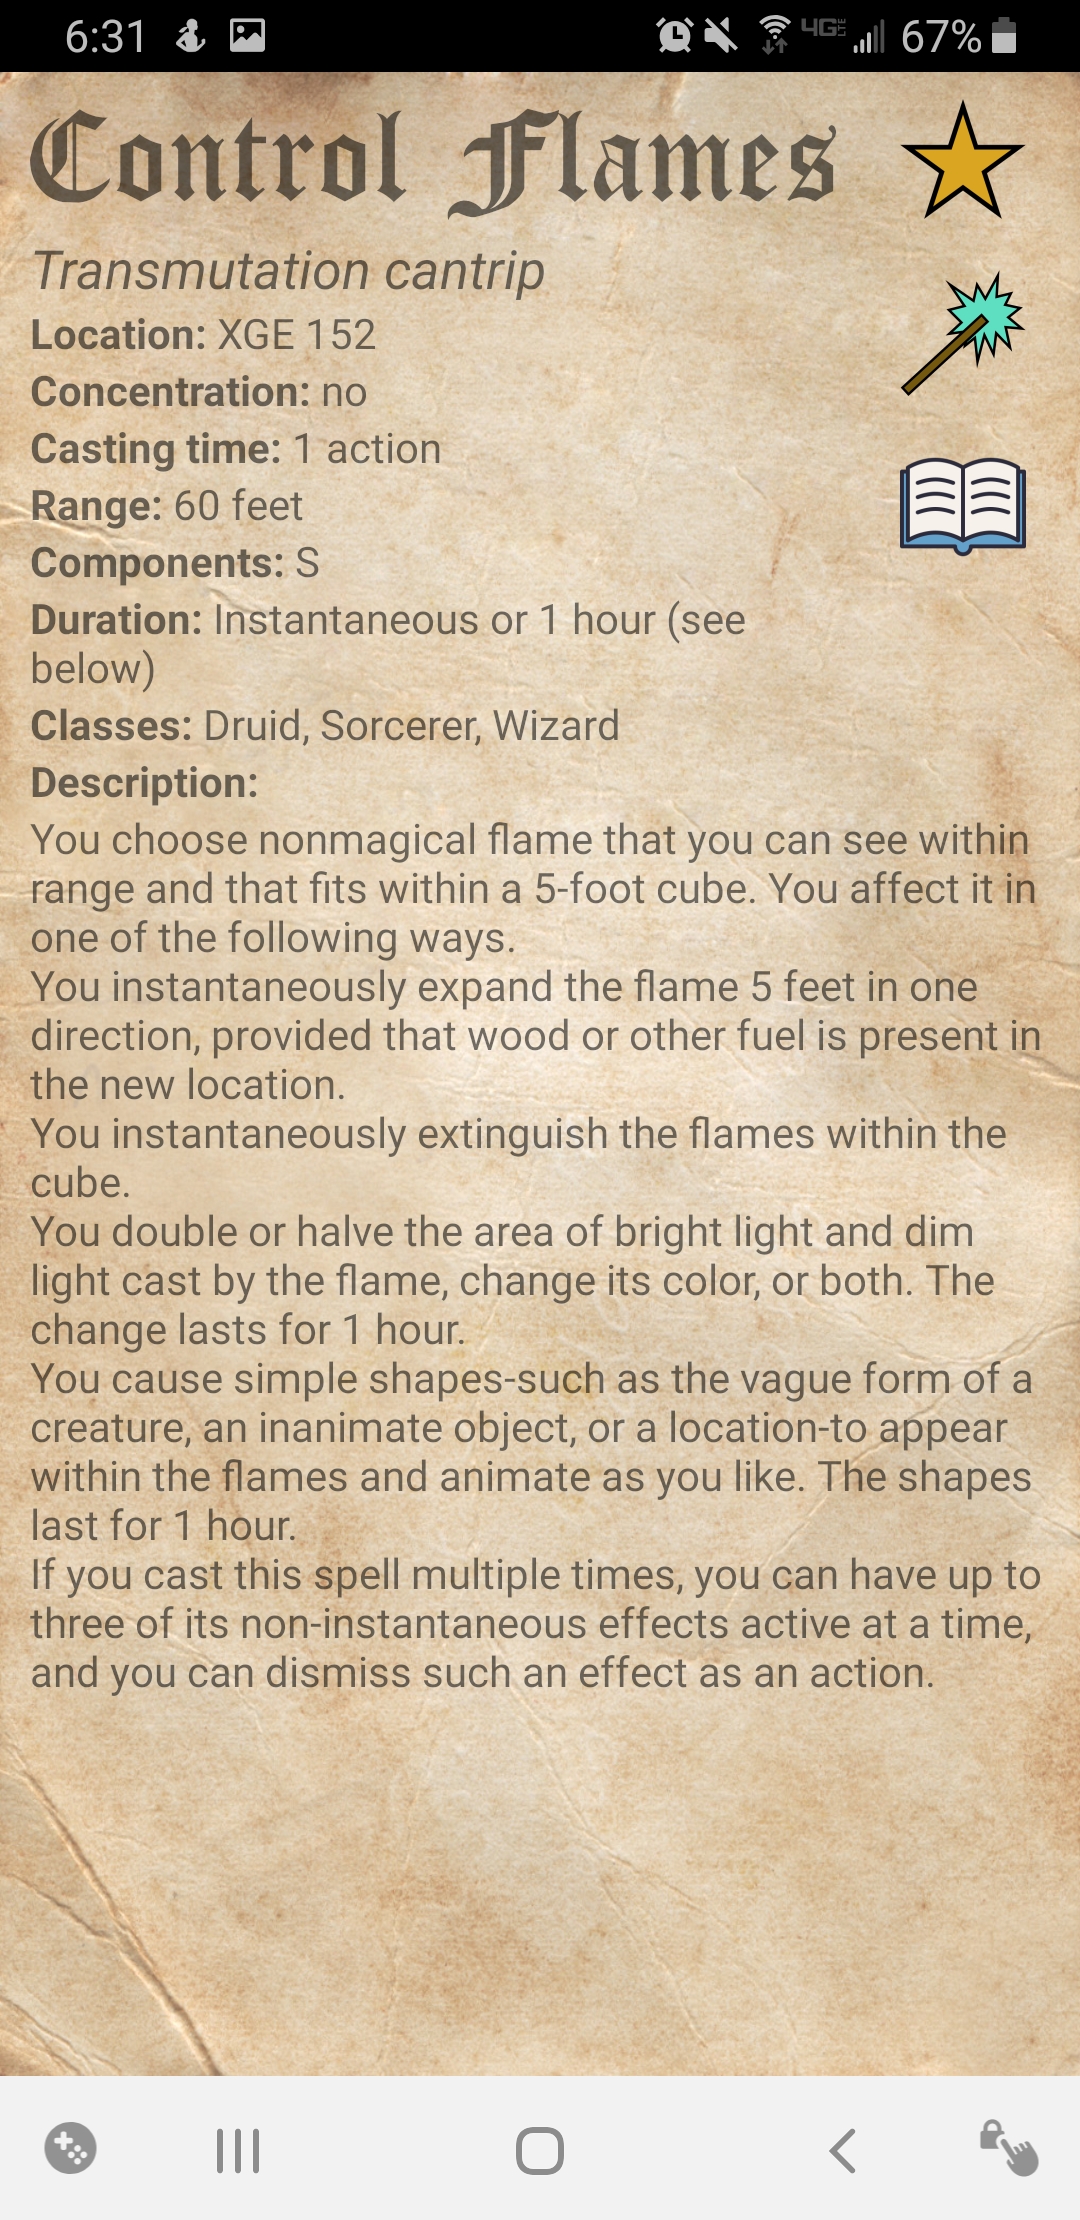 6:31
4G LTE
67%
Control Flames
Transmutation cantrip
Location: XGE 152
Concentration: no
Casting time: 1 action
Range: 60 feet
Components: S
Duration: Instantaneous or 1 hour (see
below)
Classes: Druid, Sorcerer, Wizard
Description:
You choose nonmagical flame that you can see within
range and that fits within a 5-foot cube. You affect it in
one of the following ways.
You instantaneously expand the flame 5 feet in one
direction, provided that wood or other fuel is present in
the new location.
You instantaneously extinguish the flames within the
cube.
You double or halve the area of bright light and dim
light cast by the flame, change its color, or both. The
change lasts for 1 hour.
You cause simple shapes-such as the vague form of a
creature, an inanimate object, or a location-to appear
within the flames and animate as you like. The shapes
last for 1 hour.
If you cast this spell multiple times, you can have up to
three of its non-instantaneous effects active at a time,
and you can dismiss such an effect as an action.